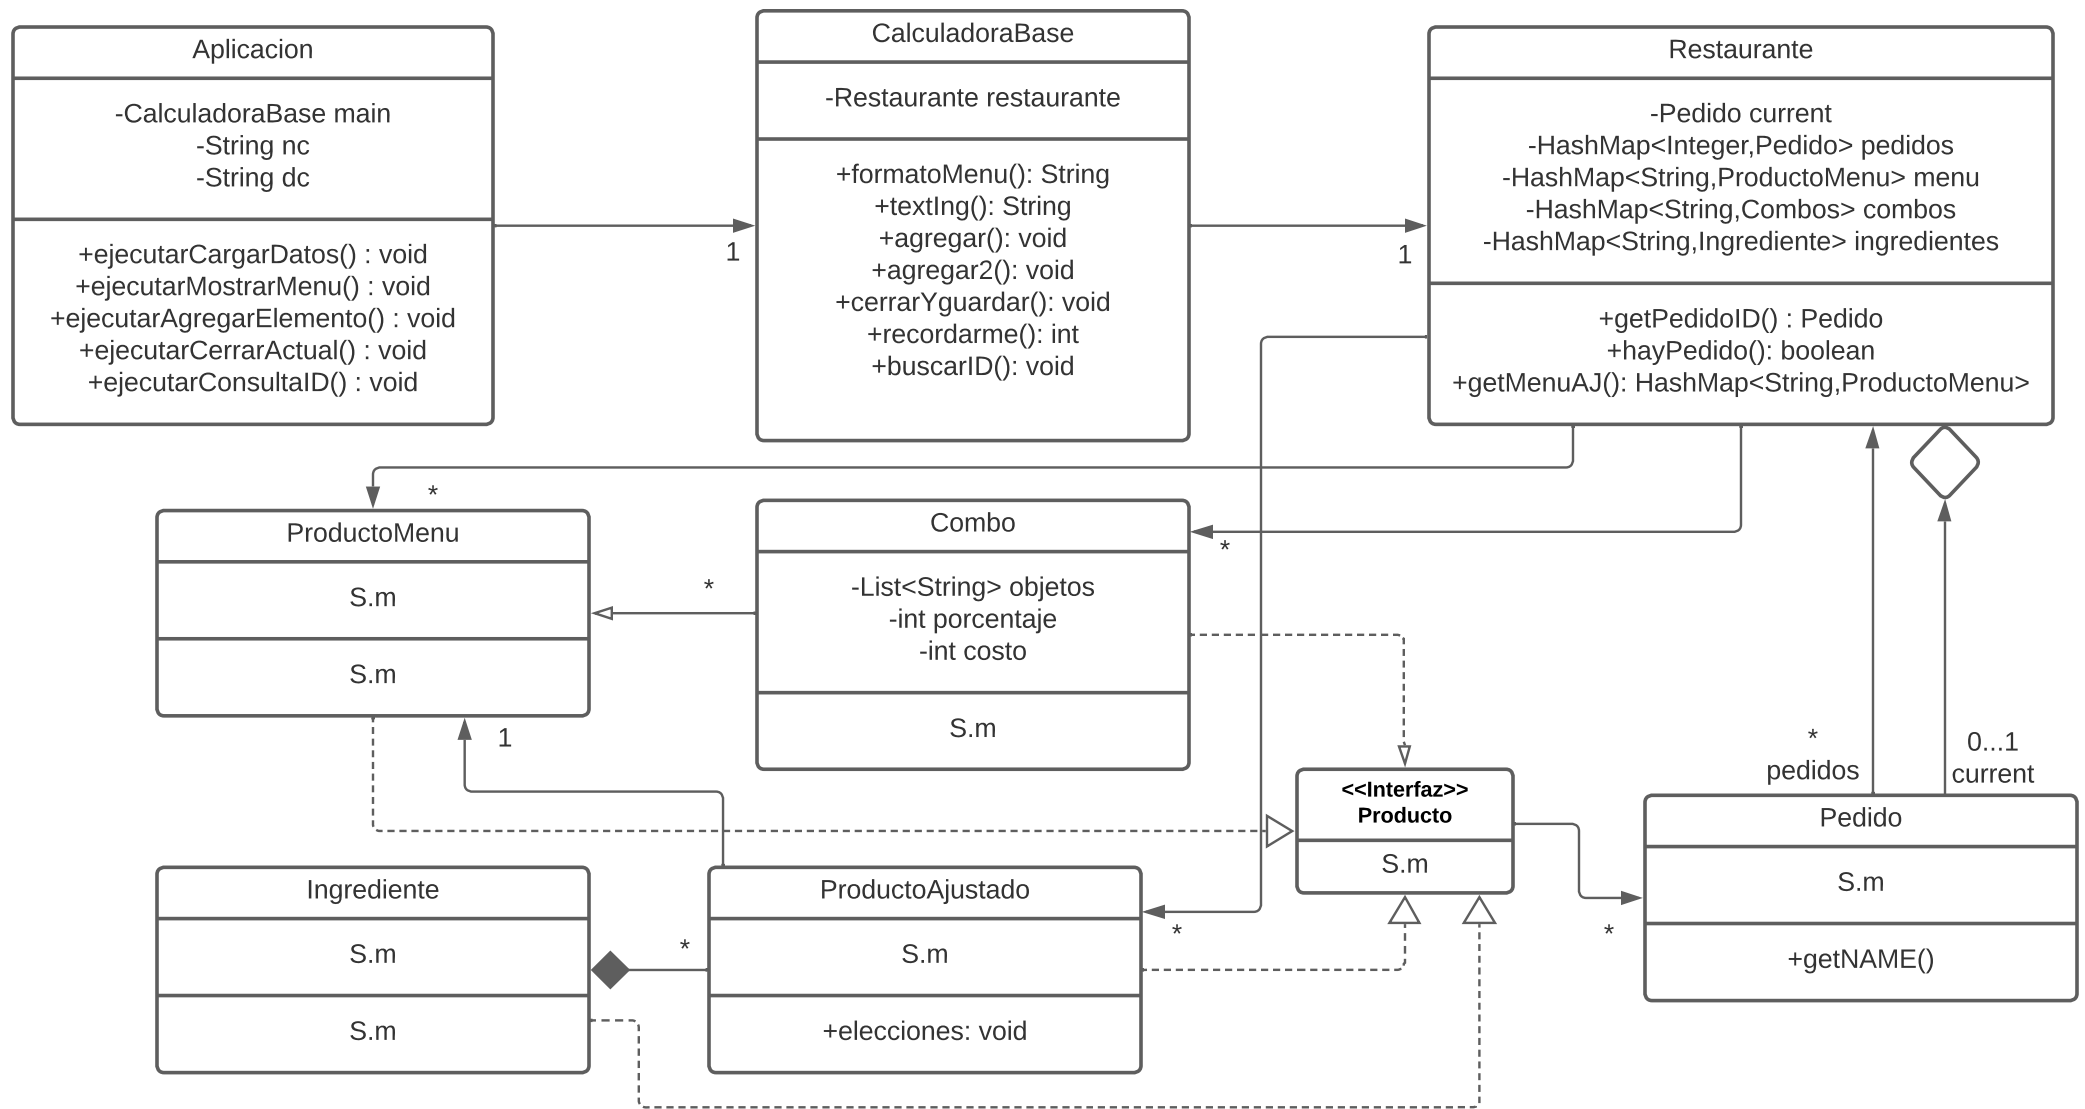 Aplicacion
-CalculadoraBase main
-String nc
-String dc
+ejecutarCargarDatos() : void
+ejecutarMostrarMenu() : void
+ejecutarAgregarElemento() : void
+ejecutarCerrarActual() : void
+ejecutarConsultaID() : void
1
CalculadoraBase
-Restaurante restaurante
+formatoMenu(): String
+textIng(): String
+agregar(): void
+agregar2(): void
+cerrarYguardar(): void
+recordarme(): int
+buscarID(): void
1
Restaurante
-Pedido current
-HashMap<Integer,Pedido> pedidos
-HashMap<String,ProductoMenu> menu
-HashMap<String,Combos> combos
-HashMap<String,Ingrediente> ingredientes
+getPedidoID() : Pedido
+hayPedido(): boolean
+getMenuAJ(): HashMap<String,ProductoMenu>
*
ProductoMenu
S.m
S.m
1
*
Combo
-List<String> objetos
-int porcentaje
-int costo
S.m
*
<<Interfaz>>
Producto
S.m
*
pedidos
0...1
current
Pedido
S.m
+getNAME()
*
Ingrediente
S.m
S.m
*
ProductoAjustado
S.m
+elecciones: void
*